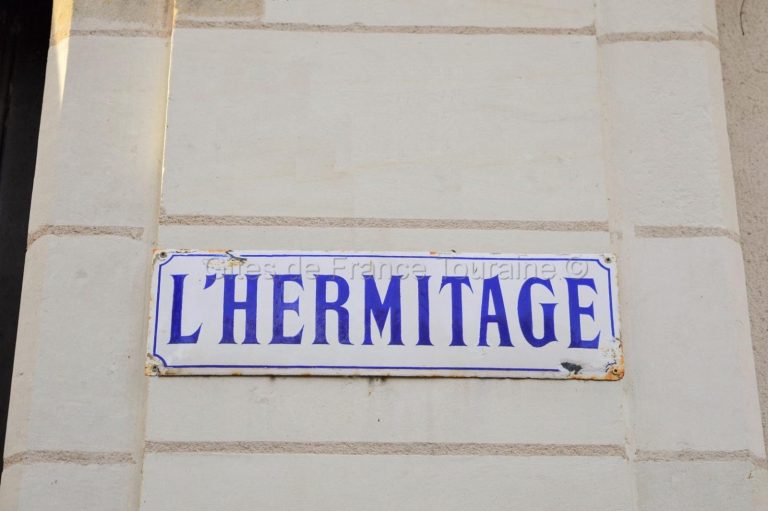 Gîtes de France Touraine ©
L'HERMITAGE